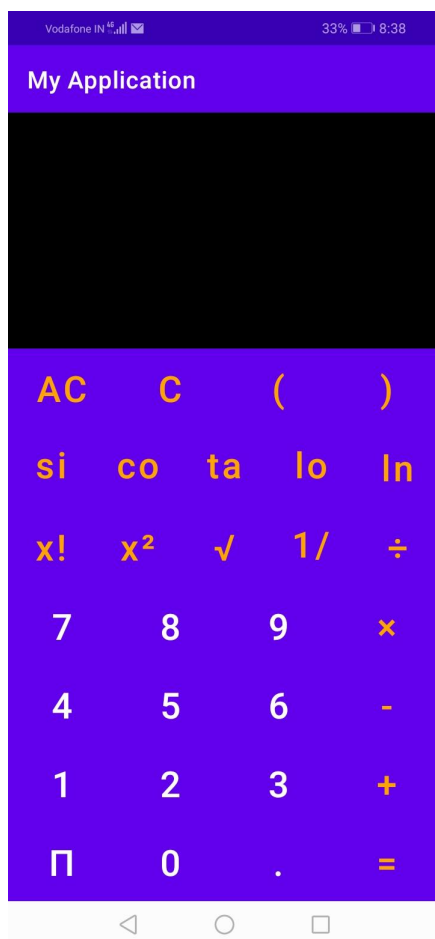 Vodafone IN 4G 33% 8:38
My Application
AC C ( )
si co ta lo ln
x! x² √ 1/ ÷
7 8 9 ×
4 5 6 -
1 2 3 +
Π 0 . =